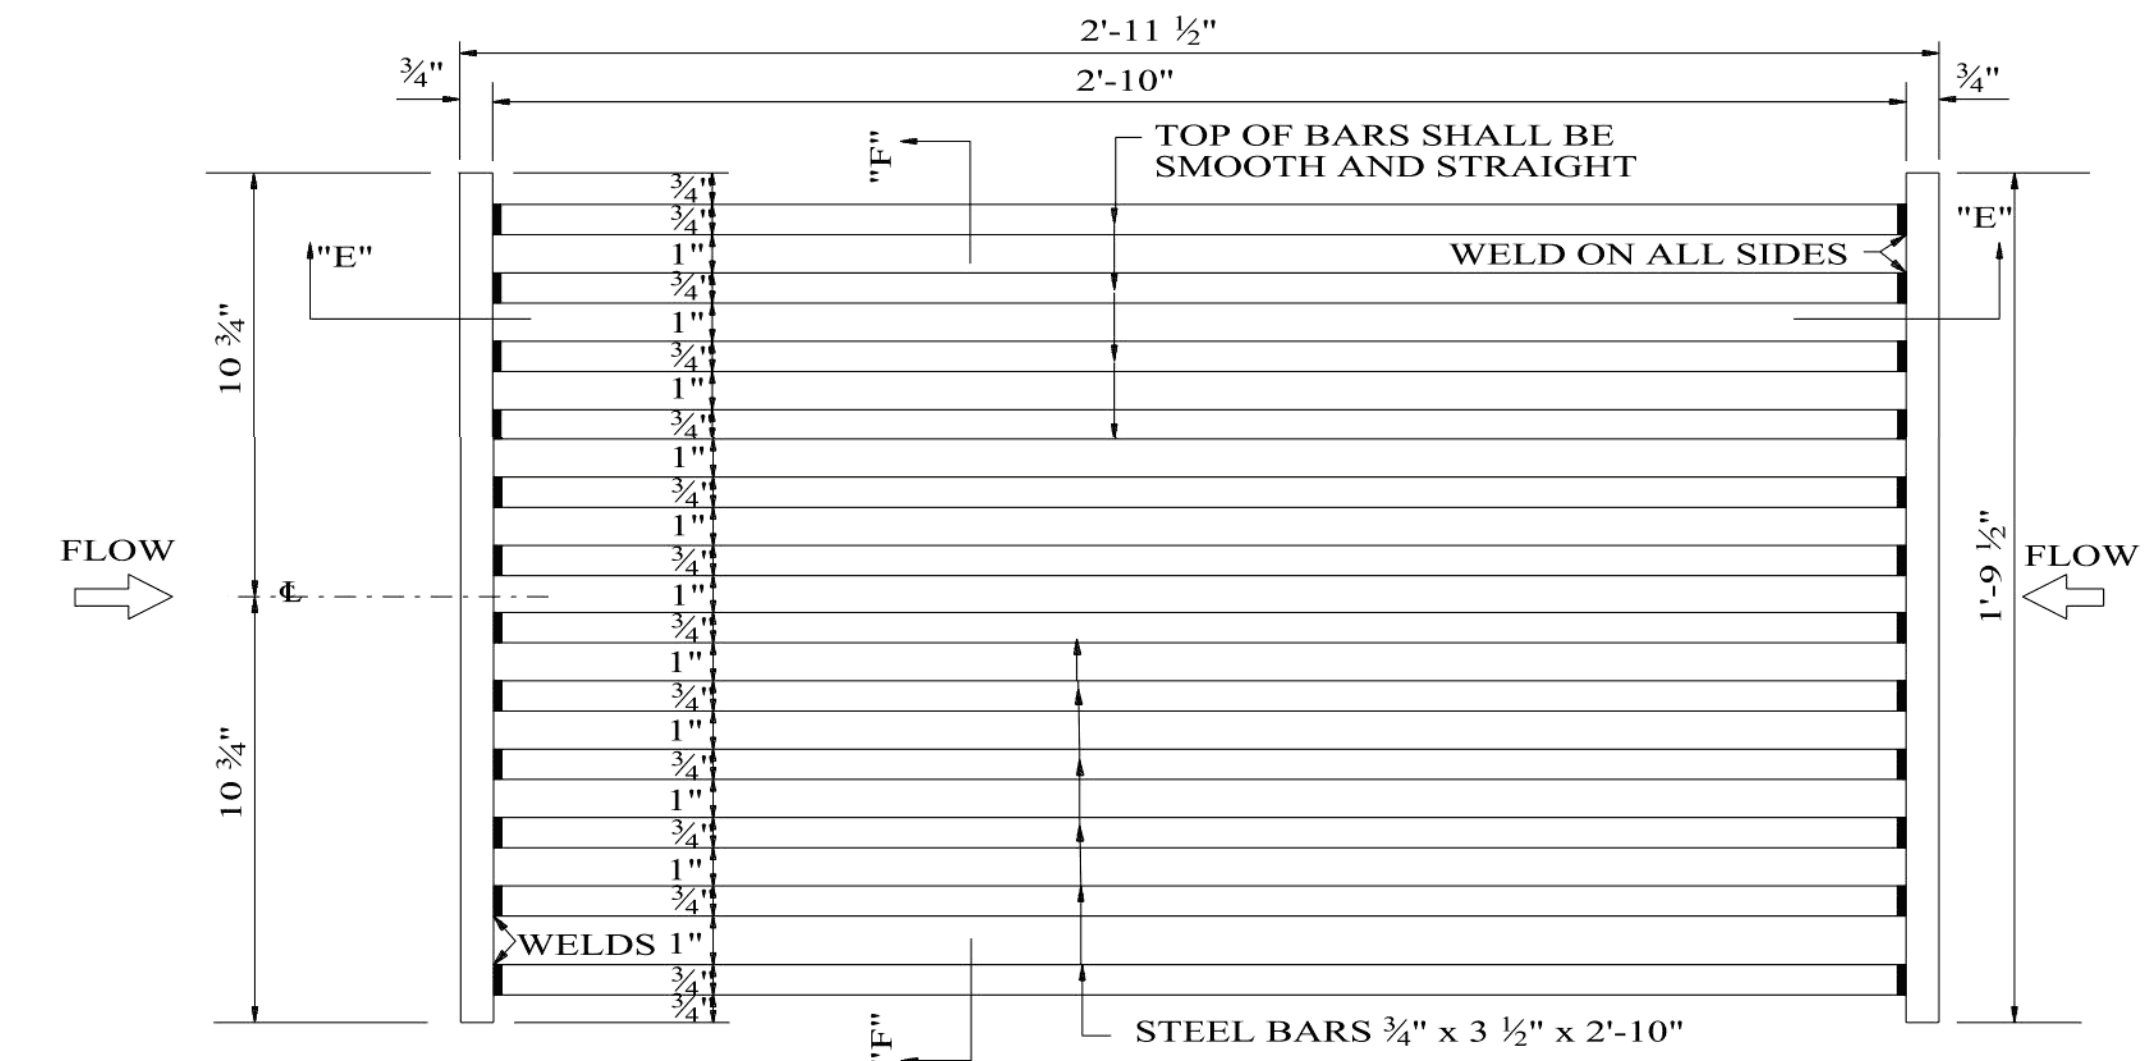 2'-11 ½"
¾"
2'-10"
¾"
"F"
TOP OF BARS SHALL BE
SMOOTH AND STRAIGHT
¾"
¾"
"E"
1"
"E"
WELD ON ALL SIDES
¾"
1"
10 ¾"
¾"
1"
¾"
1"
¾"
1"
FLOW
¾"
FLOW
℄
1"
1'-9 ½"
¾"
1"
¾"
1"
10 ¾"
¾"
1"
¾"
1"
¾"
WELDS 1"
¾"
¾"
"F"
STEEL BARS ¾" x 3 ½" x 2'-10"